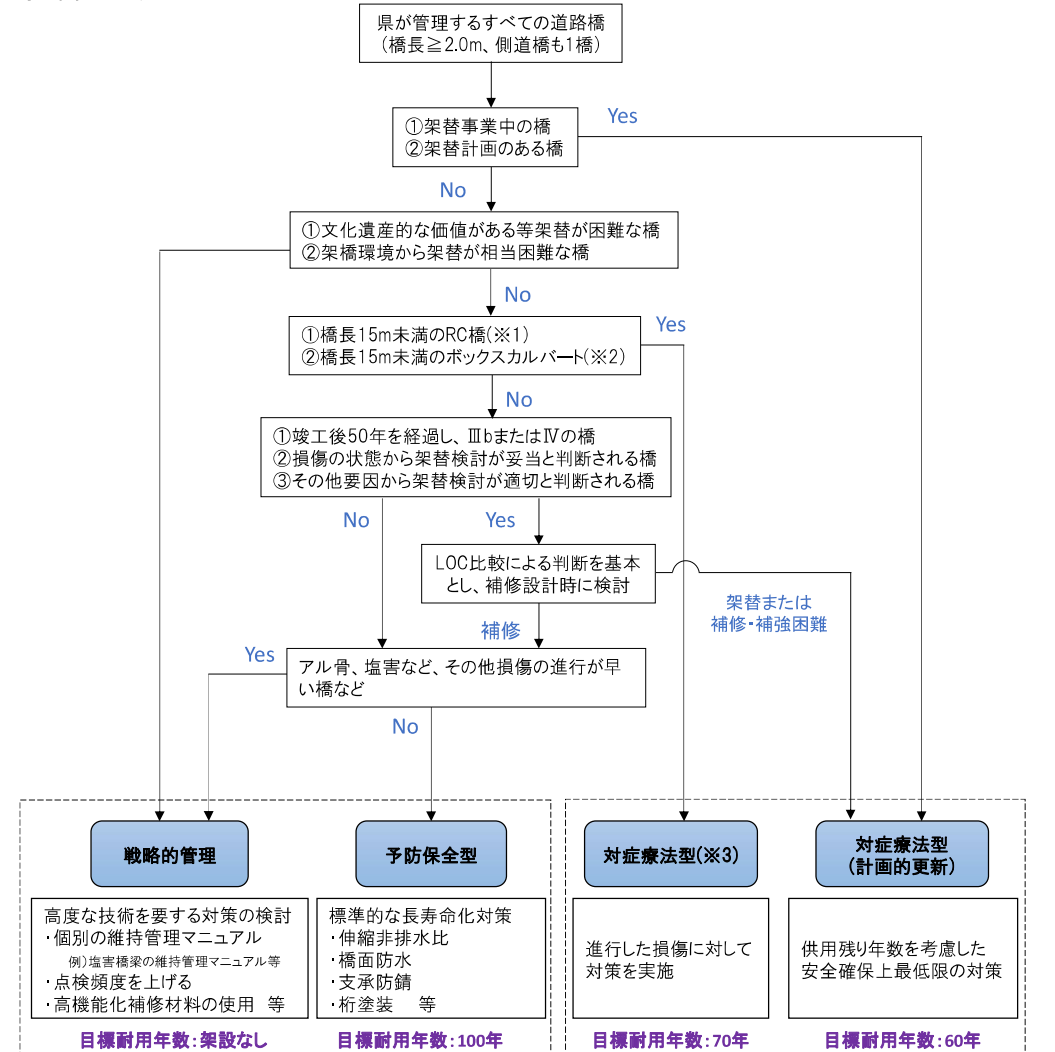 県が管理するすべての道路橋
(橋長≧2.0m、側道橋も1橋)
①架替事業中の橋
②架替計画のある橋
Yes
No
①文化遺産的な価値がある等架替が困難な橋
②架橋環境から架替が相当困難な橋
No
①橋長15m未満のRC橋(※1)
②橋長15m未満のボックスカルバート(※2)
Yes
No
①竣工後50年を経過し、ⅢbまたはⅣの橋
②損傷の状態から架替検討が妥当と判断される橋
③その他要因から架替検討が適切と判断される橋
No
Yes
LOC比較による判断を基本
とし、補修設計時に検討
架替または
補修・補強困難
補修
Yes
アル骨、塩害など、その他損傷の進行が早
い橋など
No
戦略的管理
予防保全型
対症療法型(※3)
対症療法型
(計画的更新)
高度な技術を要する対策の検討
・個別の維持管理マニュアル
例)塩害橋梁の維持管理マニュアル等
・点検頻度を上げる
・高機能化補修材料の使用 等
標準的な長寿命化対策
・伸縮非排水比
・橋面防水
・支承防錆
・桁塗装 等
進行した損傷に対して
対策を実施
供用残り年数を考慮した
安全確保上最低限の対策
目標耐用年数:架設なし
目標耐用年数:100年
目標耐用年数:70年
目標耐用年数:60年